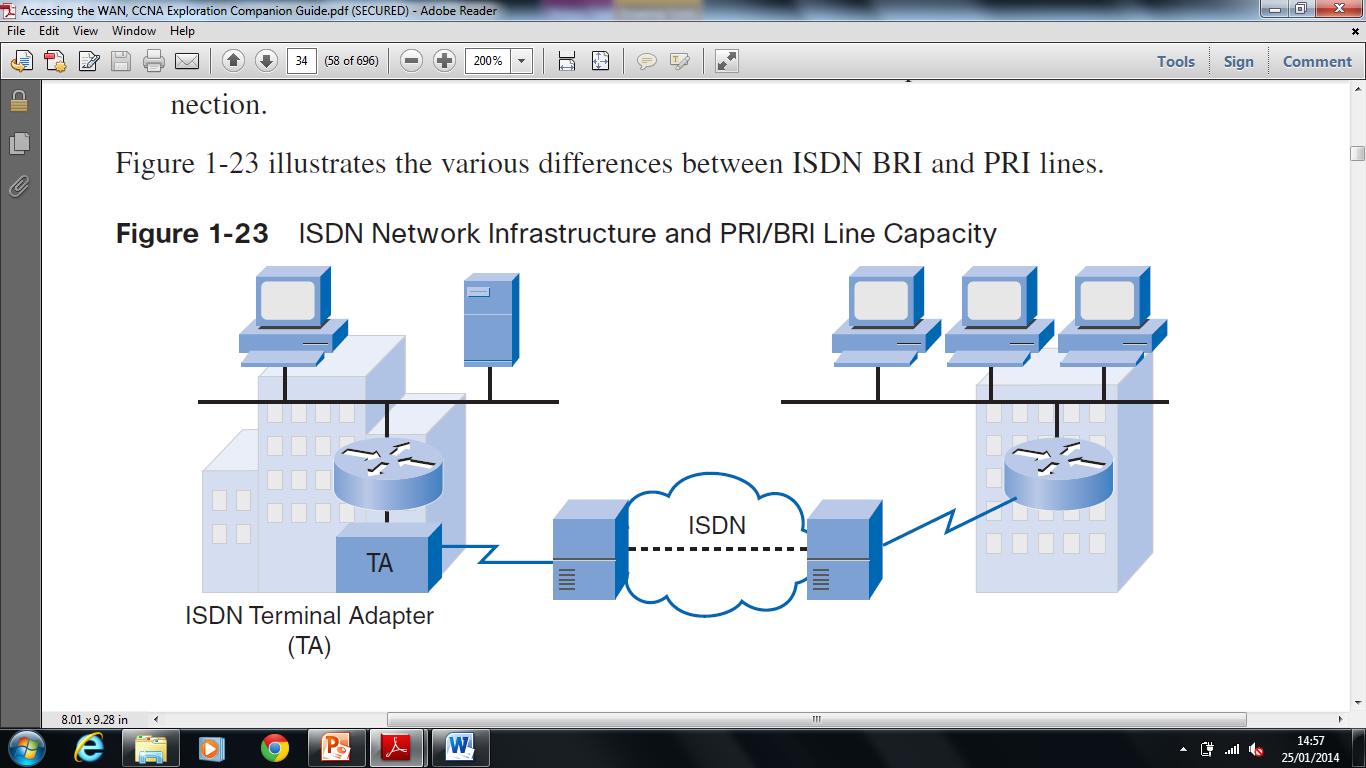 Accessing the WAN, CCNA Exploration Companion Guide.pdf (SECURED) - Adobe Reader
File Edit View Window Help
34 (58 of 696) 200% Tools Sign Comment
nection.
Figure 1-23 illustrates the various differences between ISDN BRI and PRI lines.
Figure 1-23 ISDN Network Infrastructure and PRI/BRI Line Capacity
ISDN
TA
ISDN Terminal Adapter
(TA)
8.01 x 9.28 in
14:57
25/01/2014